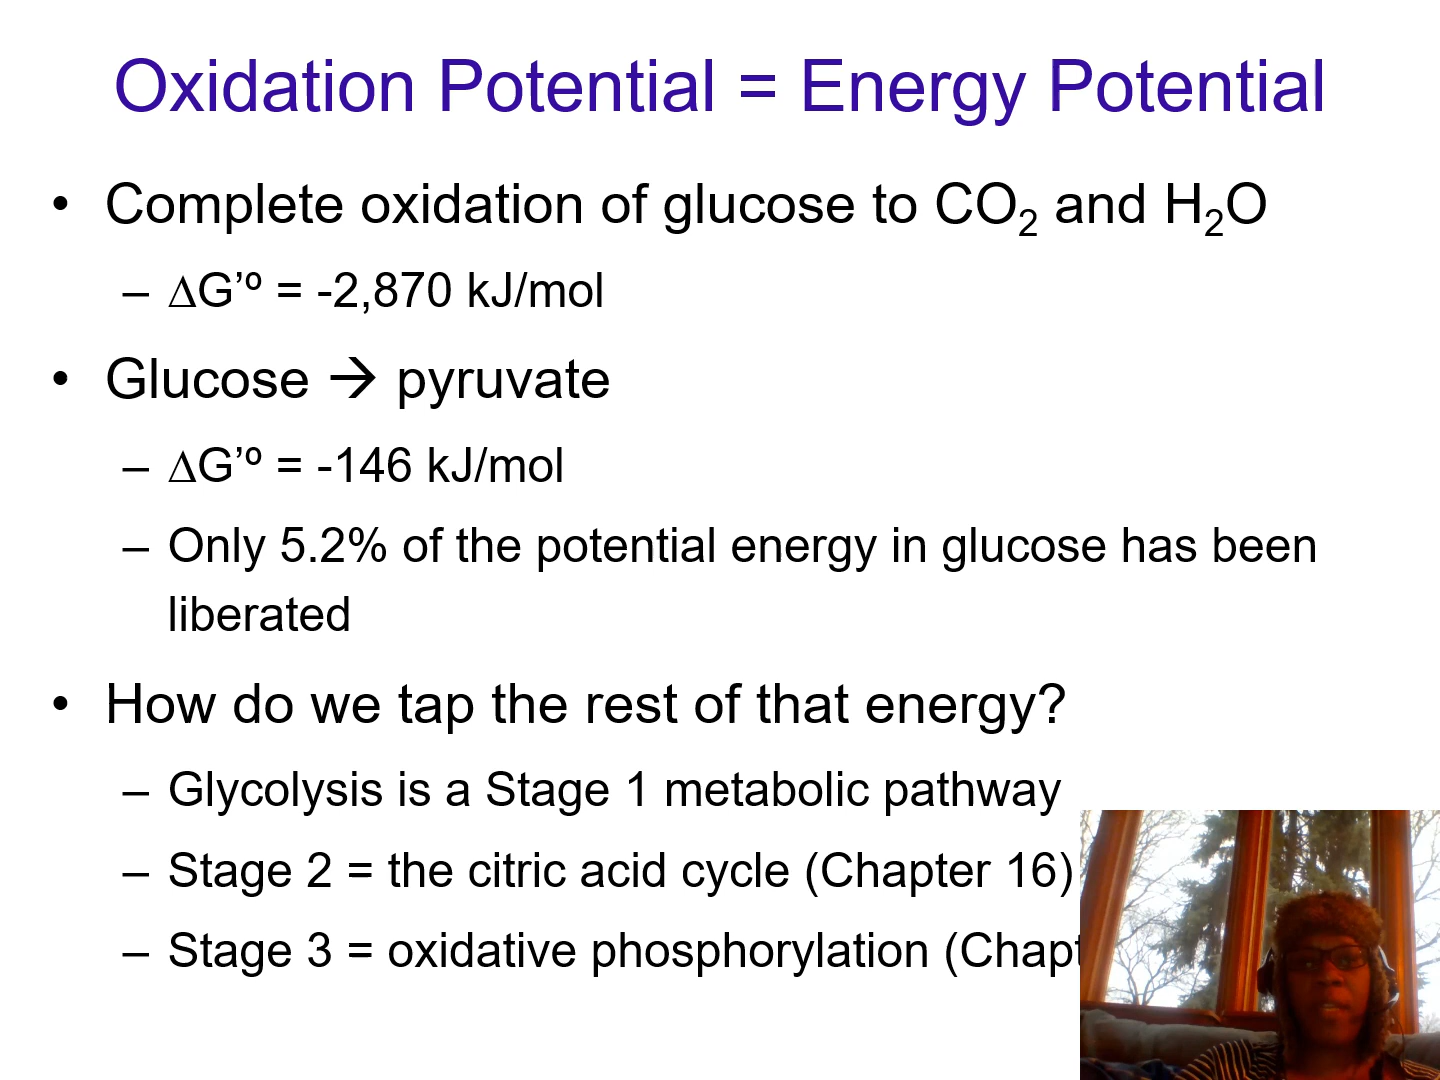 Oxidation Potential = Energy Potential
• Complete oxidation of glucose to CO₂ and H₂O
– ∆G’º = -2,870 kJ/mol
• Glucose → pyruvate
– ∆G’º = -146 kJ/mol
– Only 5.2% of the potential energy in glucose has been
liberated
• How do we tap the rest of that energy?
– Glycolysis is a Stage 1 metabolic pathway
– Stage 2 = the citric acid cycle (Chapter 16)
– Stage 3 = oxidative phosphorylation